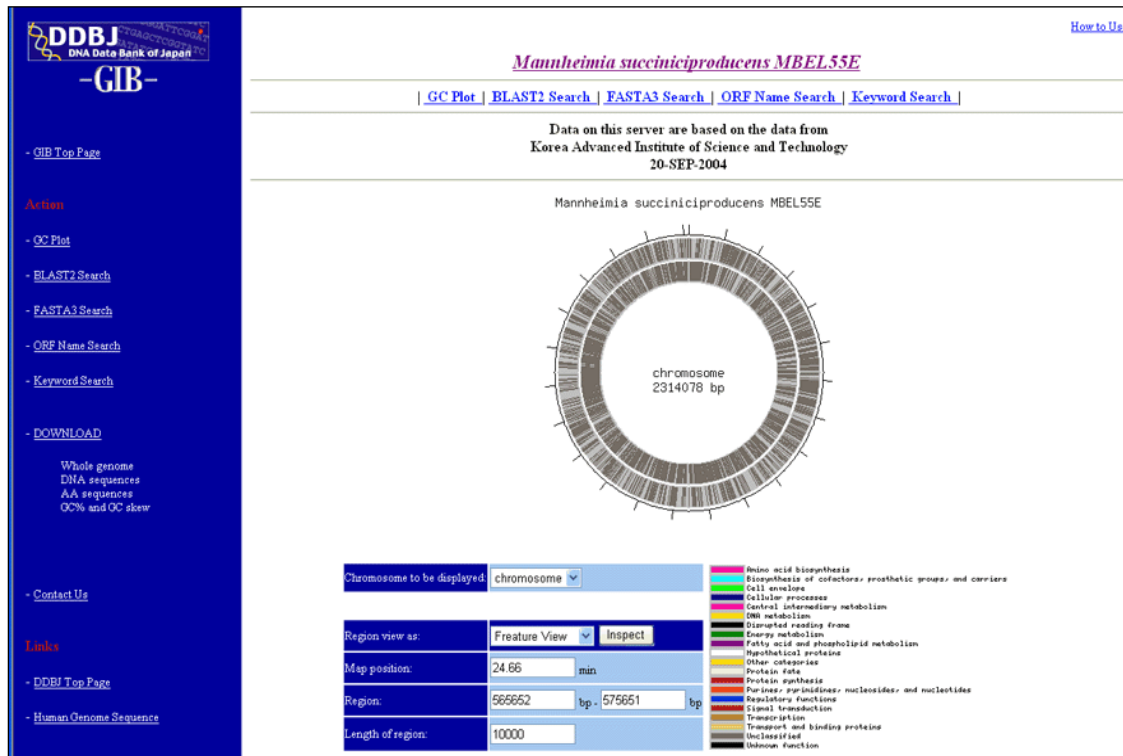 DDBJ
DNA Data Bank of Japan
-GIB-
- GIB Top Page
Action
- GC Plot
- BLAST2 Search
- FASTA3 Search
- ORF Name Search
- Keyword Search
- DOWNLOAD
Whole genome
DNA sequences
AA sequences
GC% and GC skew
- Contact Us
Links
- DDBJ Top Page
- Human Genome Sequence
How to Us
Mannheimia succiniciproducens MBEL55E
| GC Plot | BLAST2 Search | FASTA3 Search | ORF Name Search | Keyword Search |
Data on this server are based on the data from
Korea Advanced Institute of Science and Technology
20-SEP-2004
Mannheimia succiniciproducens MBEL55E
chromosome
2314078 bp
Chromosome to be displayed: chromosome
Region view as: Freature View Inspect
Map position: 24.66 min
Region: 565652 bp - 575651 bp
Length of region: 10000
Amino acid biosynthesis
Biosynthesis of cofactors, prosthetic groups, and carriers
Cell envelope
Cellular processes
Central intermediary metabolism
DNA metabolism
Disrupted reading frame
Energy metabolism
Fatty acid and phospholipid metabolism
Hypothetical proteins
Other categories
Protein fate
Protein synthesis
Purines, pyrimidines, nucleosides, and nucleotides
Regulatory functions
Signal transduction
Transcription
Transport and binding proteins
Unclassified
Unknown function